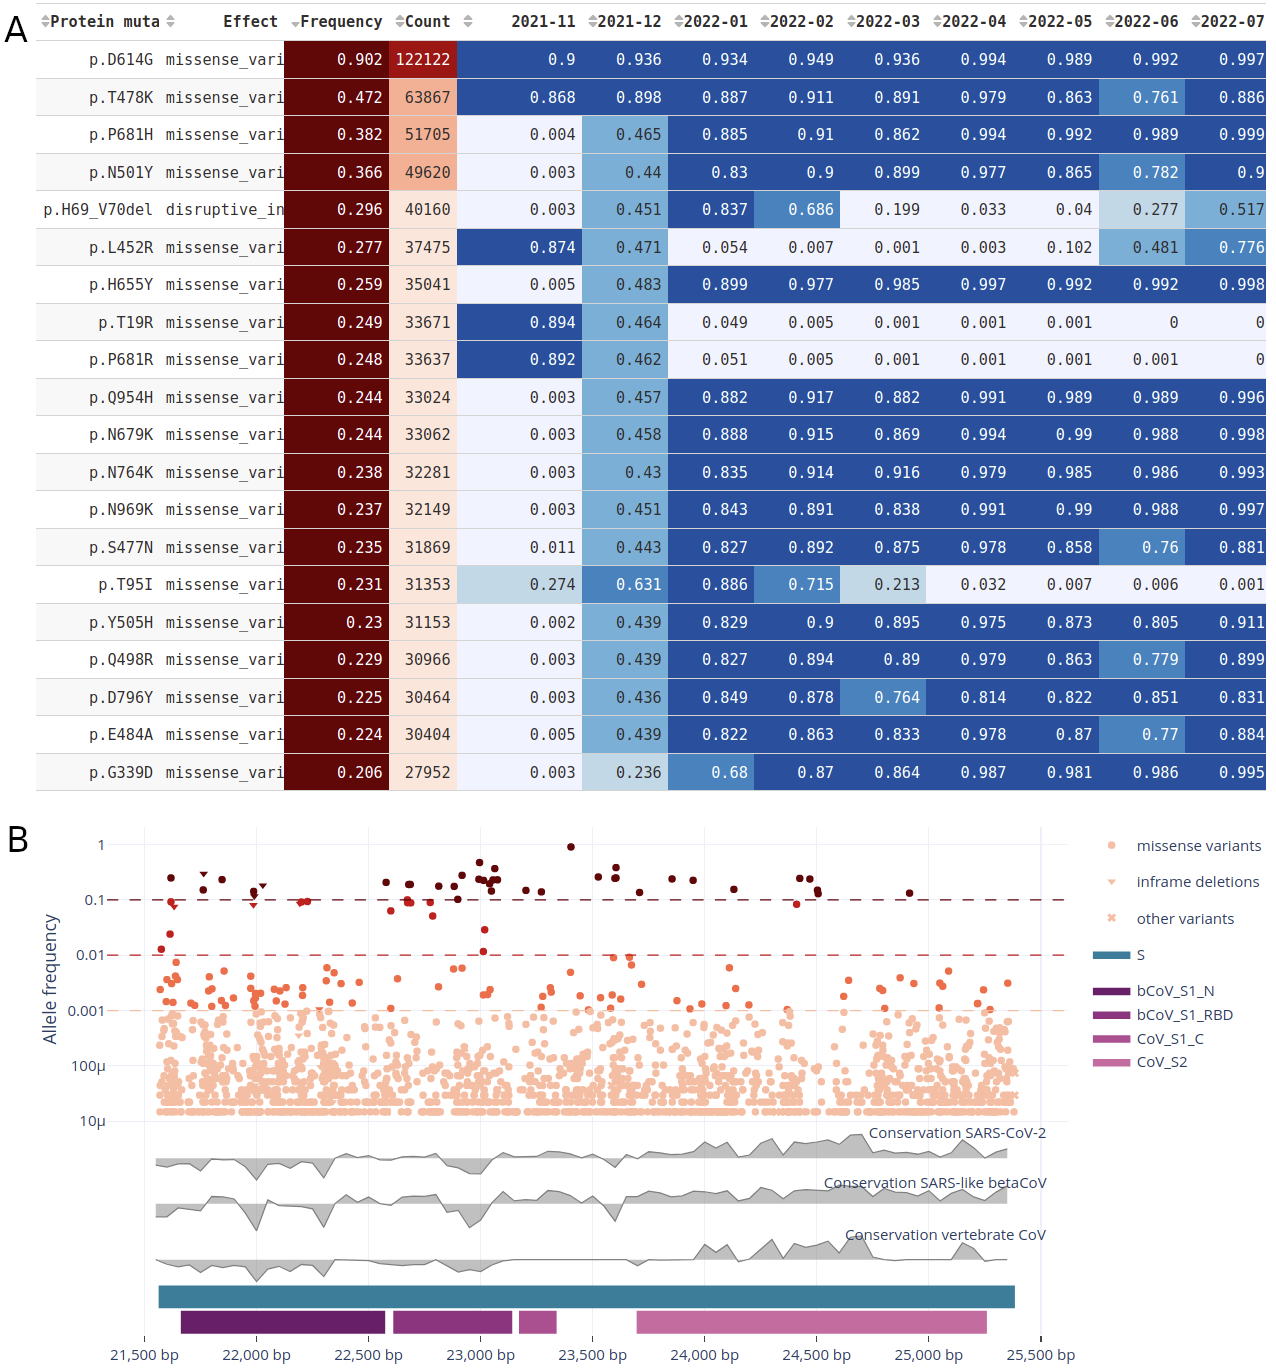 A
Protein muta Effect Frequency Count 2021-11 2021-12 2022-01 2022-02 2022-03 2022-04 2022-05 2022-06 2022-07
p.D614G missense_vari 0.902 122122 0.9 0.936 0.934 0.949 0.936 0.994 0.989 0.992 0.997
p.T478K missense_vari 0.472 63867 0.868 0.898 0.887 0.911 0.891 0.979 0.863 0.761 0.886
p.P681H missense_vari 0.382 51705 0.004 0.465 0.885 0.91 0.862 0.994 0.992 0.989 0.999
p.N501Y missense_vari 0.366 49620 0.003 0.44 0.83 0.9 0.899 0.977 0.865 0.782 0.9
p.H69_V70del disruptive_in 0.296 40160 0.003 0.451 0.837 0.686 0.199 0.033 0.04 0.277 0.517
p.L452R missense_vari 0.277 37475 0.874 0.471 0.054 0.007 0.001 0.003 0.102 0.481 0.776
p.H655Y missense_vari 0.259 35041 0.005 0.483 0.899 0.977 0.985 0.997 0.992 0.992 0.998
p.T19R missense_vari 0.249 33671 0.894 0.464 0.049 0.005 0.001 0.001 0.001 0 0
p.P681R missense_vari 0.248 33637 0.892 0.462 0.051 0.005 0.001 0.001 0.001 0.001 0
p.Q954H missense_vari 0.244 33024 0.003 0.457 0.882 0.917 0.882 0.991 0.989 0.989 0.996
p.N679K missense_vari 0.244 33062 0.003 0.458 0.888 0.915 0.869 0.994 0.99 0.988 0.998
p.N764K missense_vari 0.238 32281 0.003 0.43 0.835 0.914 0.916 0.979 0.985 0.986 0.993
p.N969K missense_vari 0.237 32149 0.003 0.451 0.843 0.891 0.838 0.991 0.99 0.988 0.997
p.S477N missense_vari 0.235 31869 0.011 0.443 0.827 0.892 0.875 0.978 0.858 0.76 0.881
p.T95I missense_vari 0.231 31353 0.274 0.631 0.886 0.715 0.213 0.032 0.007 0.006 0.001
p.Y505H missense_vari 0.23 31153 0.002 0.439 0.829 0.9 0.895 0.975 0.873 0.805 0.911
p.Q498R missense_vari 0.229 30966 0.003 0.439 0.827 0.894 0.89 0.979 0.863 0.779 0.899
p.D796Y missense_vari 0.225 30464 0.003 0.436 0.849 0.878 0.764 0.814 0.822 0.851 0.831
p.E484A missense_vari 0.224 30404 0.005 0.439 0.822 0.863 0.833 0.978 0.87 0.77 0.884
p.G339D missense_vari 0.206 27952 0.003 0.236 0.68 0.87 0.864 0.987 0.981 0.986 0.995
B
Allele frequency
1
0.1
0.01
0.001
100μ
10μ
missense variants
inframe deletions
other variants
S
bCoV_S1_N
bCoV_S1_RBD
CoV_S1_C
CoV_S2
Conservation SARS-CoV-2
Conservation SARS-like betaCoV
Conservation vertebrate CoV
21,500 bp 22,000 bp 22,500 bp 23,000 bp 23,500 bp 24,000 bp 24,500 bp 25,000 bp 25,500 bp